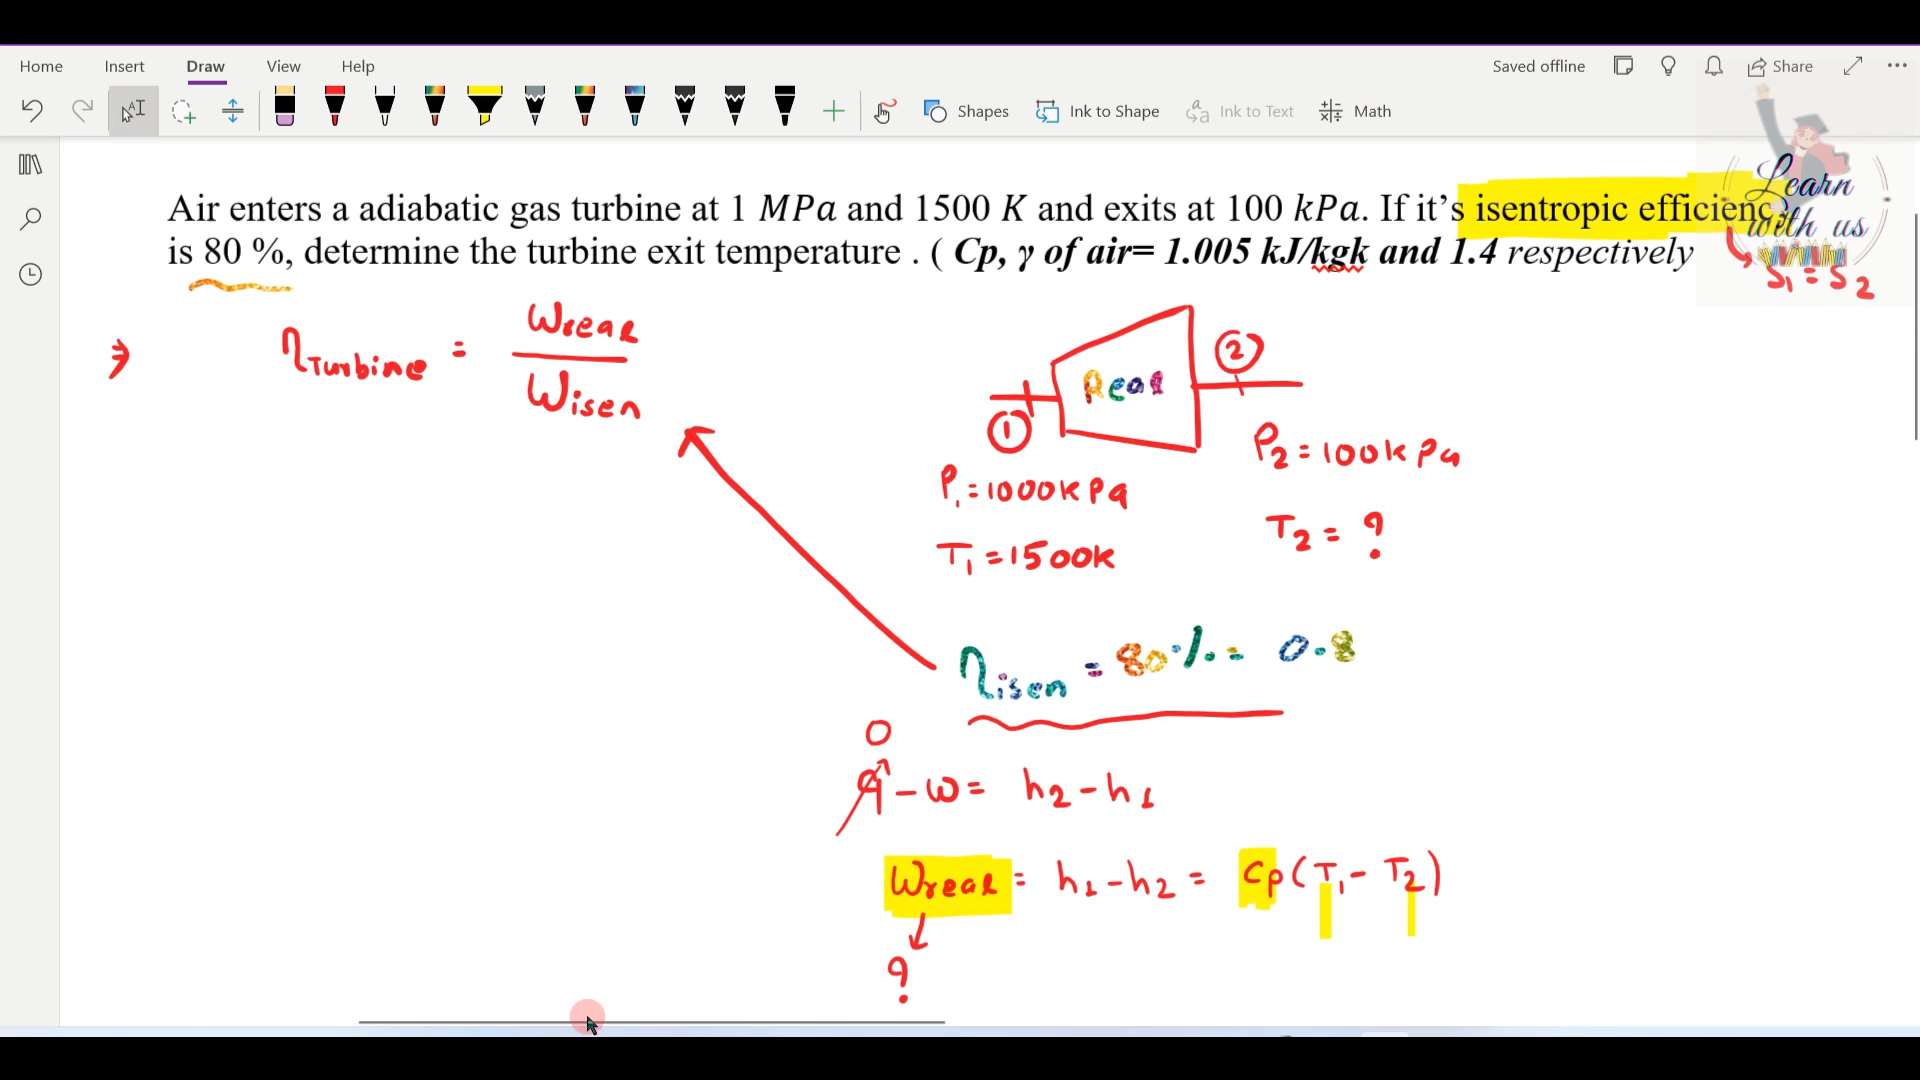 Home Insert Draw View Help Saved offline Share
Shapes Ink to Shape Ink to Text Math
Learn
with us
Air enters a adiabatic gas turbine at 1 MPa and 1500 K and exits at 100 kPa. If it's isentropic efficienc
is 80 %, determine the turbine exit temperature . ( Cp, γ of air= 1.005 kJ/kgk and 1.4 respectively
S₁ = S₂
⇒ ηTurbine = Wreal / Wisen
Real
1
2
P₁ = 1000kPa
T₁ = 1500K
P₂ = 100kPa
T₂ = ?
ηisen = 80% = 0.8
0
q - w = h₂ - h₁
Wreal = h₁ - h₂ = Cp(T₁ - T₂)
?